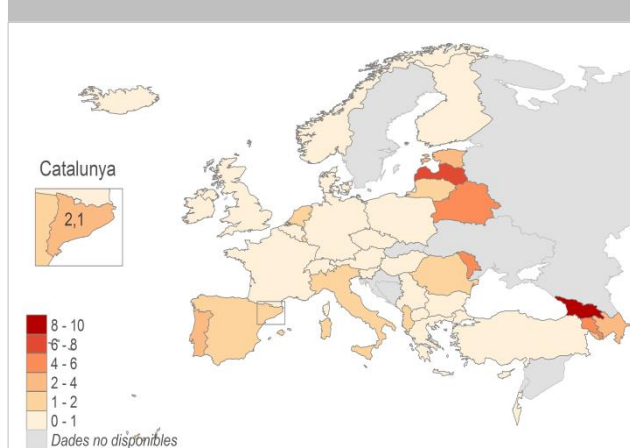 Catalunya
2,1
8 - 10
6 - 8
4 - 6
2 - 4
1 - 2
0 - 1
Dades no disponibles